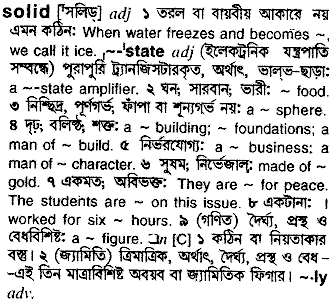 solid ['সলিড্] adj ১ তরল বা বায়বীয় আকারে নয়
এমন কঠিন: When water freezes and becomes ~,
we call it ice. ,~-'state adj (ইলেকট্রনিক যন্ত্রপাতি
সম্বন্ধে) পুরাপুরি ট্র্যানজিস্টারকৃত, অর্থাৎ, ভাল্‌ভ-ছাড়া:
a ~-state amplifier. ২ ঘন; সারবান; ভারী: ~ food.
৩ নিশ্ছিদ্র, পূর্ণগর্ভ, ফাঁপা বা শূন্যগর্ভ নয়: a ~ sphere.
৪ দৃঢ়; বলিষ্ঠ; শক্ত: a ~ building; ~ foundations; a
man of ~ build. ৫ নির্ভরযোগ্য: a ~ business; a
man of ~ character. ৬ সুষম; নির্ভেজাল: made of ~
gold. ৭ একমত; অবিভক্ত: They are ~ for peace.
The students are ~ on this issue. ৮ একটানা: I
worked for six ~ hours. ৯ (গণিত) দৈর্ঘ্য, প্রস্থ ও
বেধবিশিষ্ট: a ~ figure. □n [C] ১ কঠিন বা নিয়তাকার
বস্তু। ২ (জ্যামিতি) ত্রিমাত্রিক, অর্থাৎ, দৈর্ঘ্য, প্রস্থ ও বেধ-
–এই তিন মাত্রাবিশিষ্ট অবয়ব বা জ্যামিতিক ফিগার। ~.ly
adv.